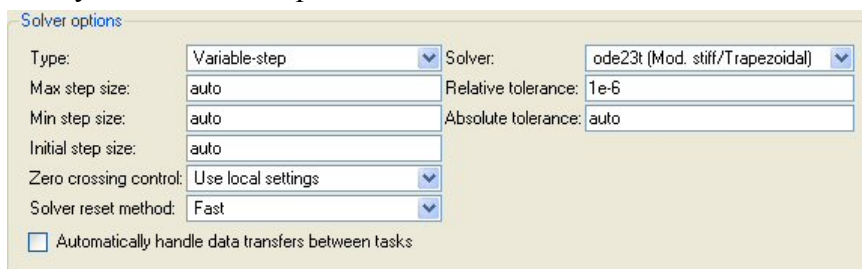 Solver options
Type: Variable-step Solver: ode23t (Mod. stiff/Trapezoidal)
Max step size: auto Relative tolerance: 1e-6
Min step size: auto Absolute tolerance: auto
Initial step size: auto
Zero crossing control: Use local settings
Solver reset method: Fast
Automatically handle data transfers between tasks